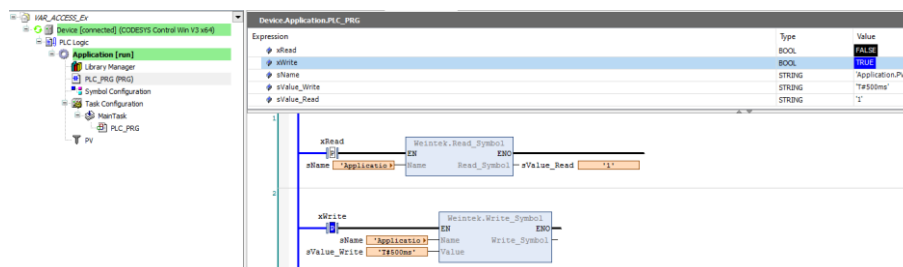 VAR_ACCESS_Ex
Device [connected] (CODESYS Control Win V3 x64)
PLC Logic
Application [run]
Library Manager
PLC_PRG (PRG)
Symbol Configuration
Task Configuration
MainTask
PLC_PRG
PV
Device.Application.PLC_PRG
Expression Type Value
xRead BOOL FALSE
xWrite BOOL TRUE
sName STRING 'Application.PV
sValue_Write STRING 'T#500ms'
sValue_Read STRING '1'
1
xRead
Weintek.Read_Symbol
P EN ENO
sName 'Applicatio Name Read_Symbol sValue_Read '1'
2
xWrite
Weintek.Write_Symbol
P EN ENO
sName 'Applicatio Name Write_Symbol
sValue_Write 'T#500ms' Value